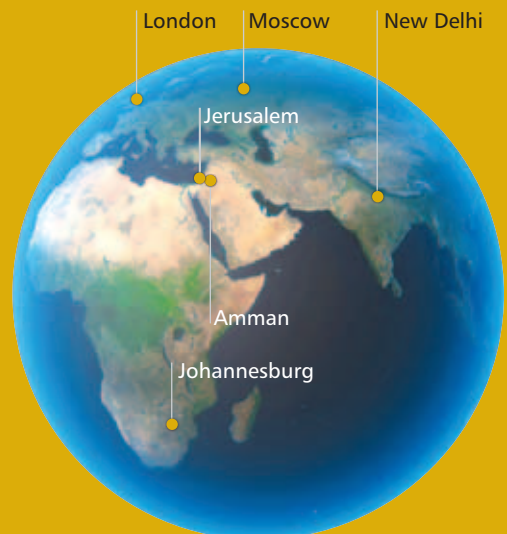 London
Moscow
New Delhi
Jerusalem
Amman
Johannesburg